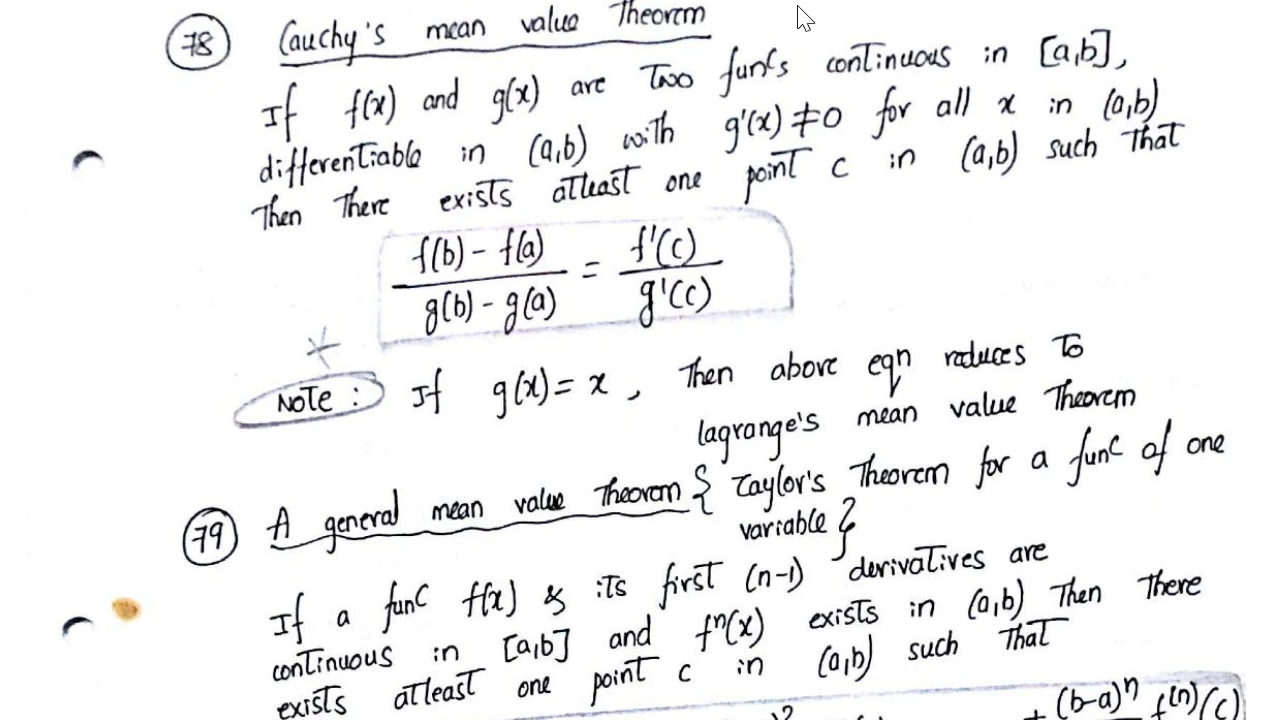 78 Cauchy's mean value Theorem
If f(x) and g(x) are Two funcs continuous in [a,b],
differentiable in (a,b) with g'(x) ≠ 0 for all x in (a,b)
Then There exists atleast one point c in (a,b) such That
f(b) - f(a) / g(b) - g(a) = f'(c) / g'(c)
Note: If g(x) = x, Then above eqn reduces To
lagrange's mean value Theorem
79 A general mean value Theorem { Taylor's Theorem for a func of one
variable }
If a func f(x) & iTs first (n-1) derivatives are
continuous in [a,b] and fⁿ(x) exists in (a,b) Then There
exists atleast one point c in (a,b) such That
+ (b-a)ⁿ f⁽ⁿ⁾(c)